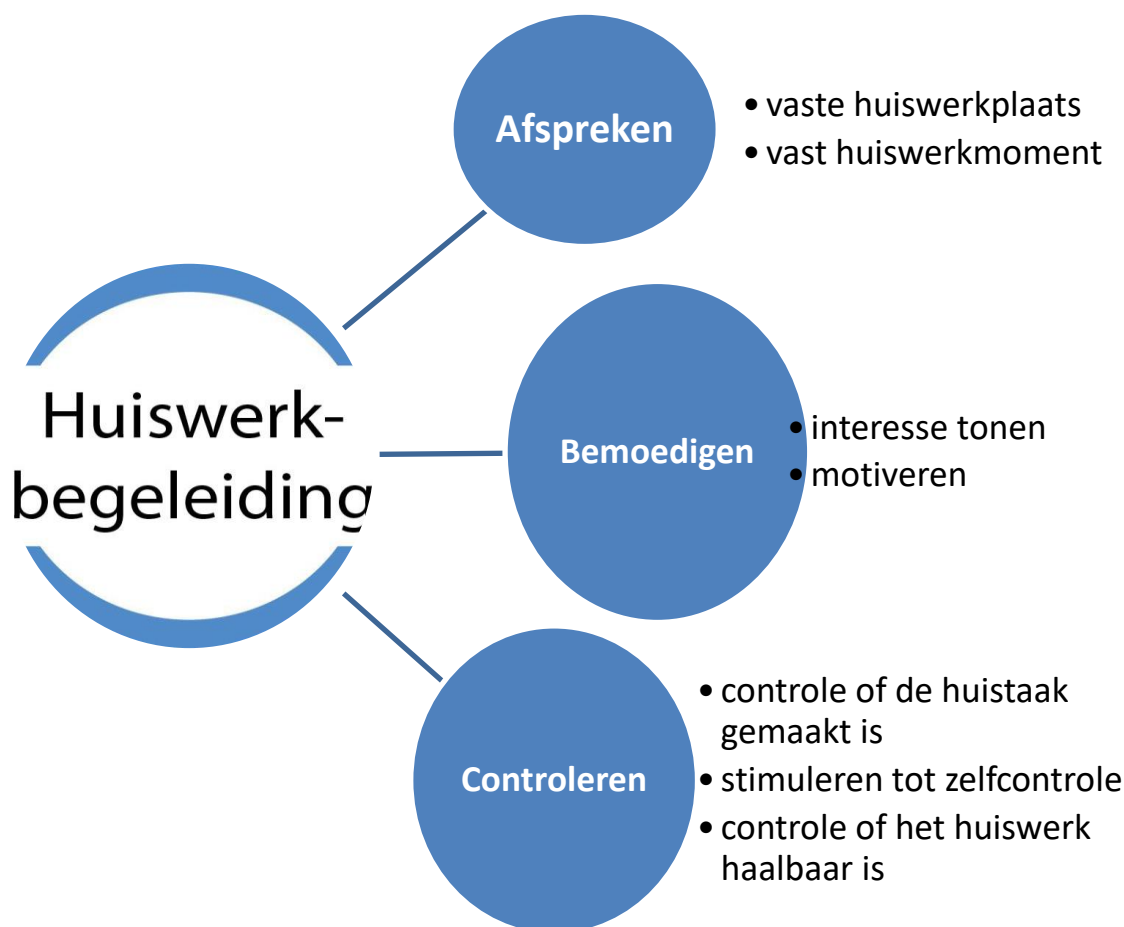 Afspreken
• vaste huiswerkplaats
• vast huiswerkmoment
Huiswerk-
begeleiding
Bemoedigen
• interesse tonen
• motiveren
Controleren
• controle of de huistaak
gemaakt is
• stimuleren tot zelfcontrole
• controle of het huiswerk
haalbaar is